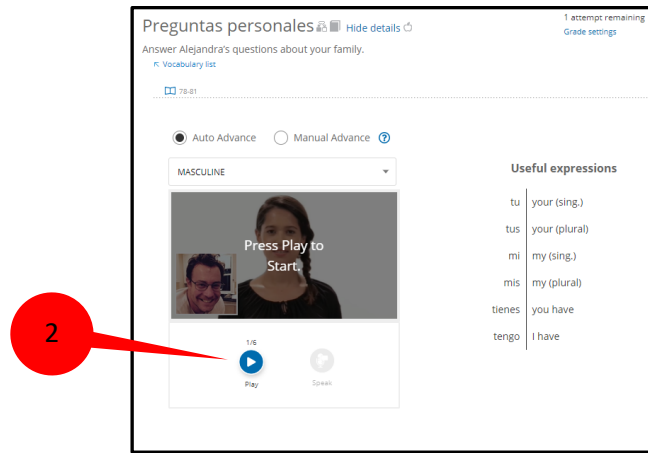 Preguntas personales Hide details
1 attempt remaining
Grade settings
Answer Alejandra's questions about your family.
Vocabulary list
78-81
Auto Advance Manual Advance ?
MASCULINE
Press Play to
Start.
1/6
Play Speak
Useful expressions
tu your (sing.)
tus your (plural)
mi my (sing.)
mis my (plural)
tienes you have
tengo I have
2